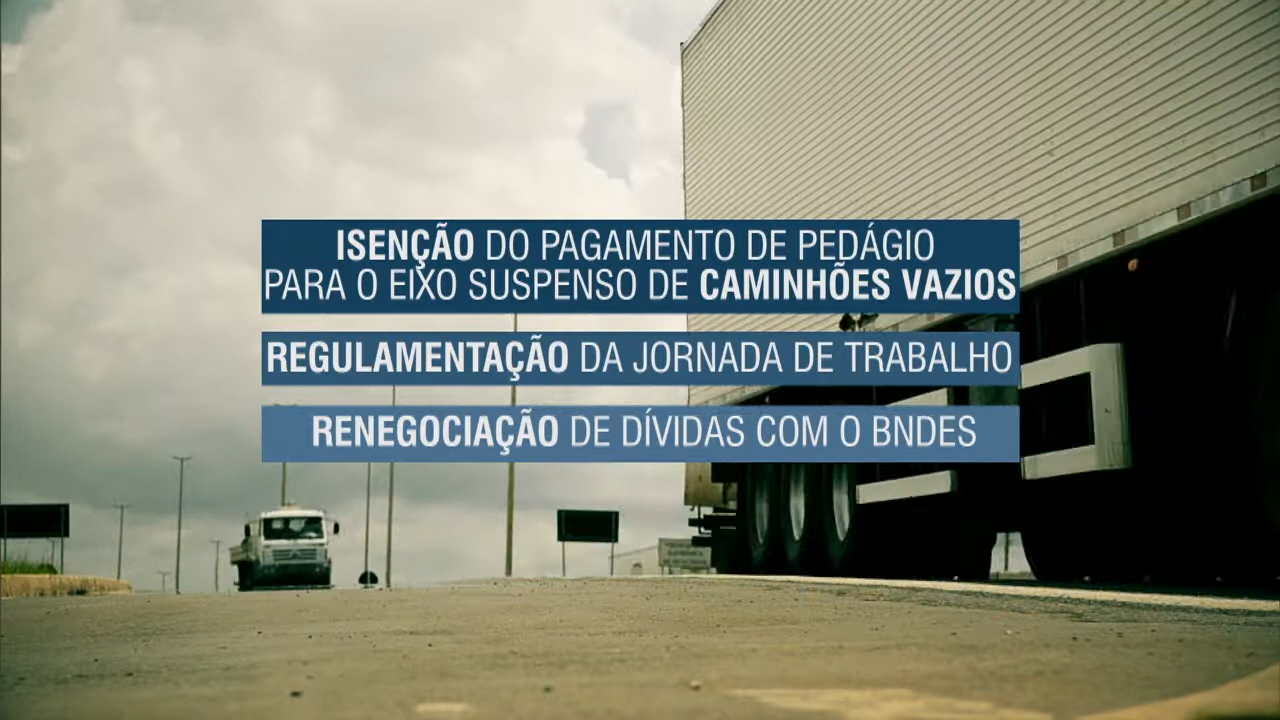 ISENÇÃO DO PAGAMENTO DE PEDÁGIO
PARA O EIXO SUSPENSO DE CAMINHÕES VAZIOS
REGULAMENTAÇÃO DA JORNADA DE TRABALHO
RENEGOCIAÇÃO DE DÍVIDAS COM O BNDES